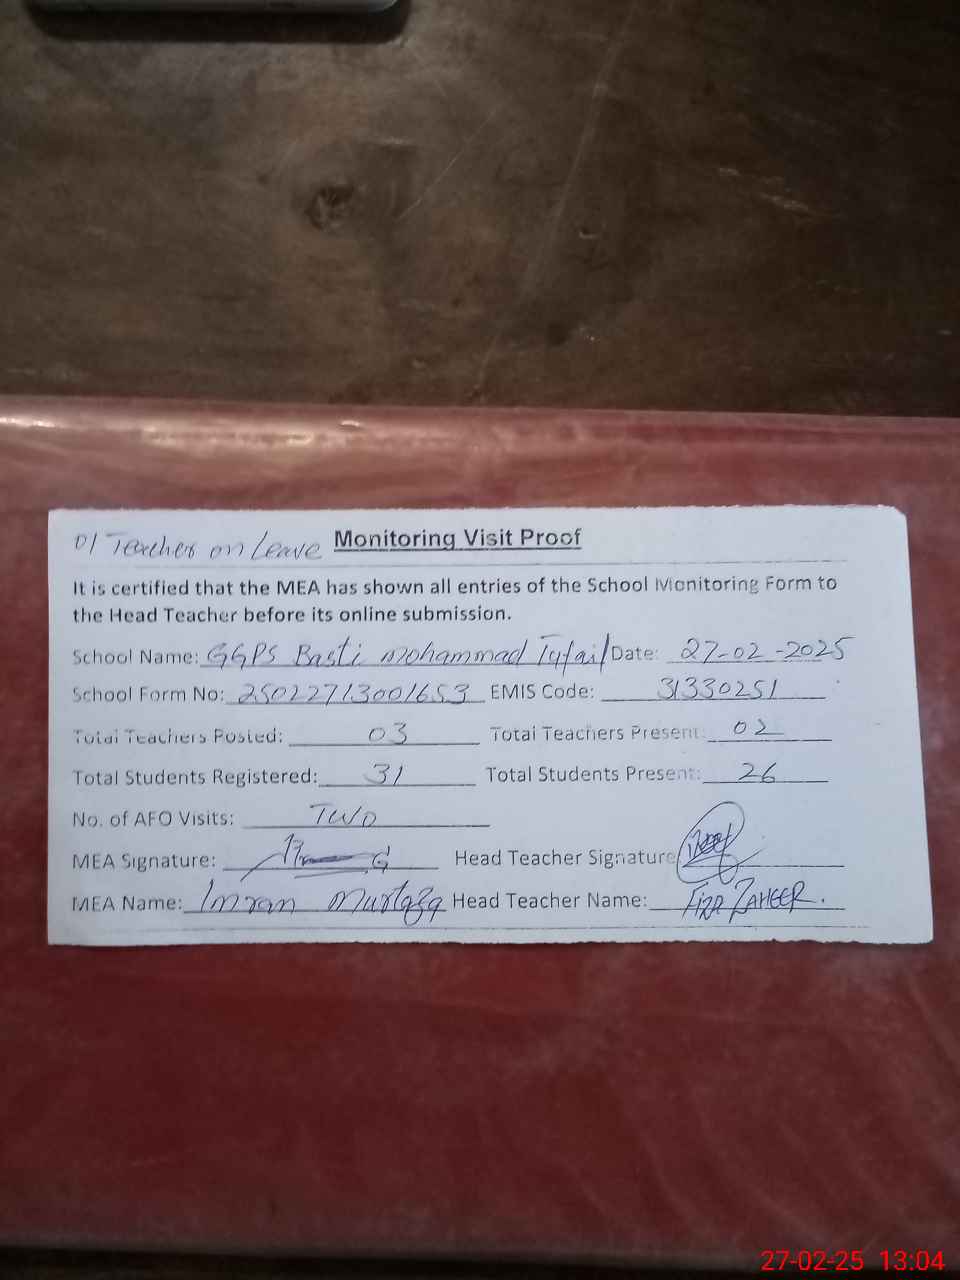 01 Teacher on Leave Monitoring Visit Proof
It is certified that the MEA has shown all entries of the School Monitoring Form to
the Head Teacher before its online submission.
School Name: GGPS Basti Mohammad Tufail Date: 27-02-2025
School Form No: 25022713001653 EMIS Code: 31330251
Total Teachers Posted: 03 Total Teachers Present: 02
Total Students Registered: 31 Total Students Present: 26
No. of AFO Visits: TWO
MEA Signature: Head Teacher Signature
MEA Name: Imran Murtaza Head Teacher Name: FIZA ZAHEER.
27-02-25 13:04